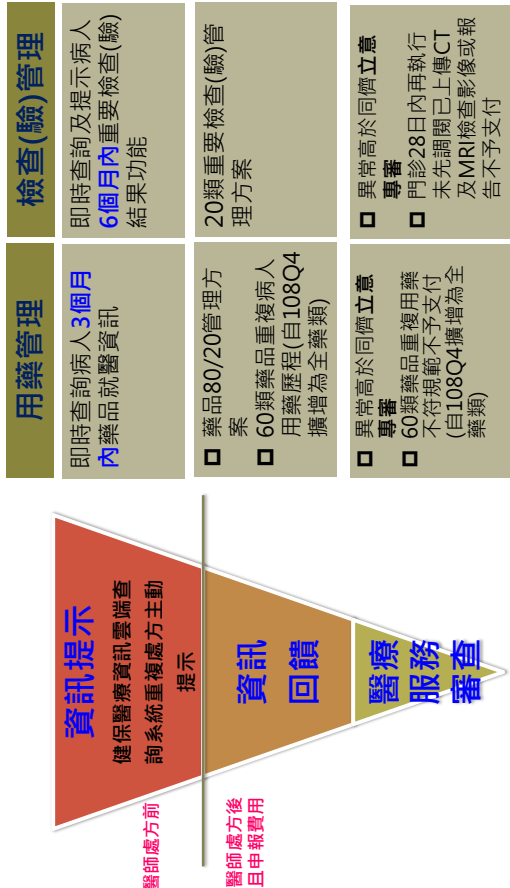 資訊提示
健保醫療資訊雲端查
詢系統重複處方主動
提示
資訊
回饋
醫療
服務
審查
醫師處方前
醫師處方後
且申報費用
用藥管理
檢查(驗)管理
即時查詢病人3個月
內藥品就醫資訊
即時查詢及提示病人
6個月內重要檢查(驗)
結果功能
藥品80/20管理方
案
60類藥品重複病人
用藥歷程(自108Q4
擴增為全藥類)
20類重要檢查(驗)管
理方案
異常高於同儕立意
專審
60類藥品重複用藥
不符規範不予支付
(自108Q4擴增為全
藥類)
異常高於同儕立意
專審
門診28日內再執行
未先調閱已上傳CT
及MRI檢查影像或報
告不予支付